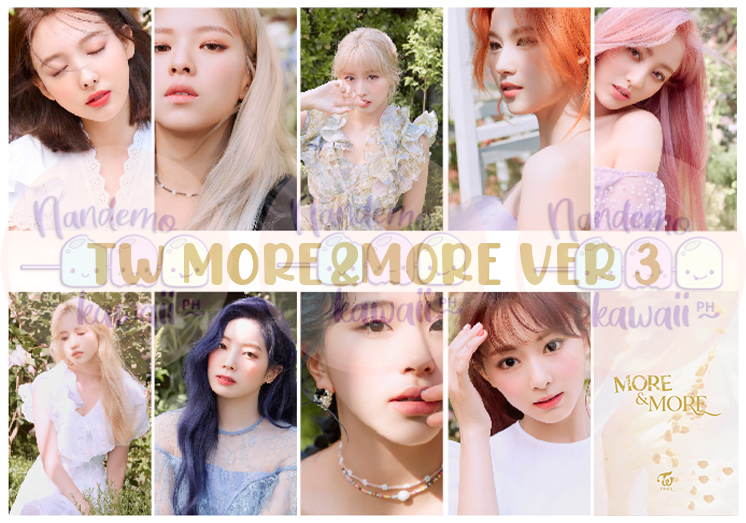 Nandemo
Nandemo
Nandemo
TW MORE&MORE VER 3
kawaii PH
kawaii PH
kawaii PH
MORE
&MORE